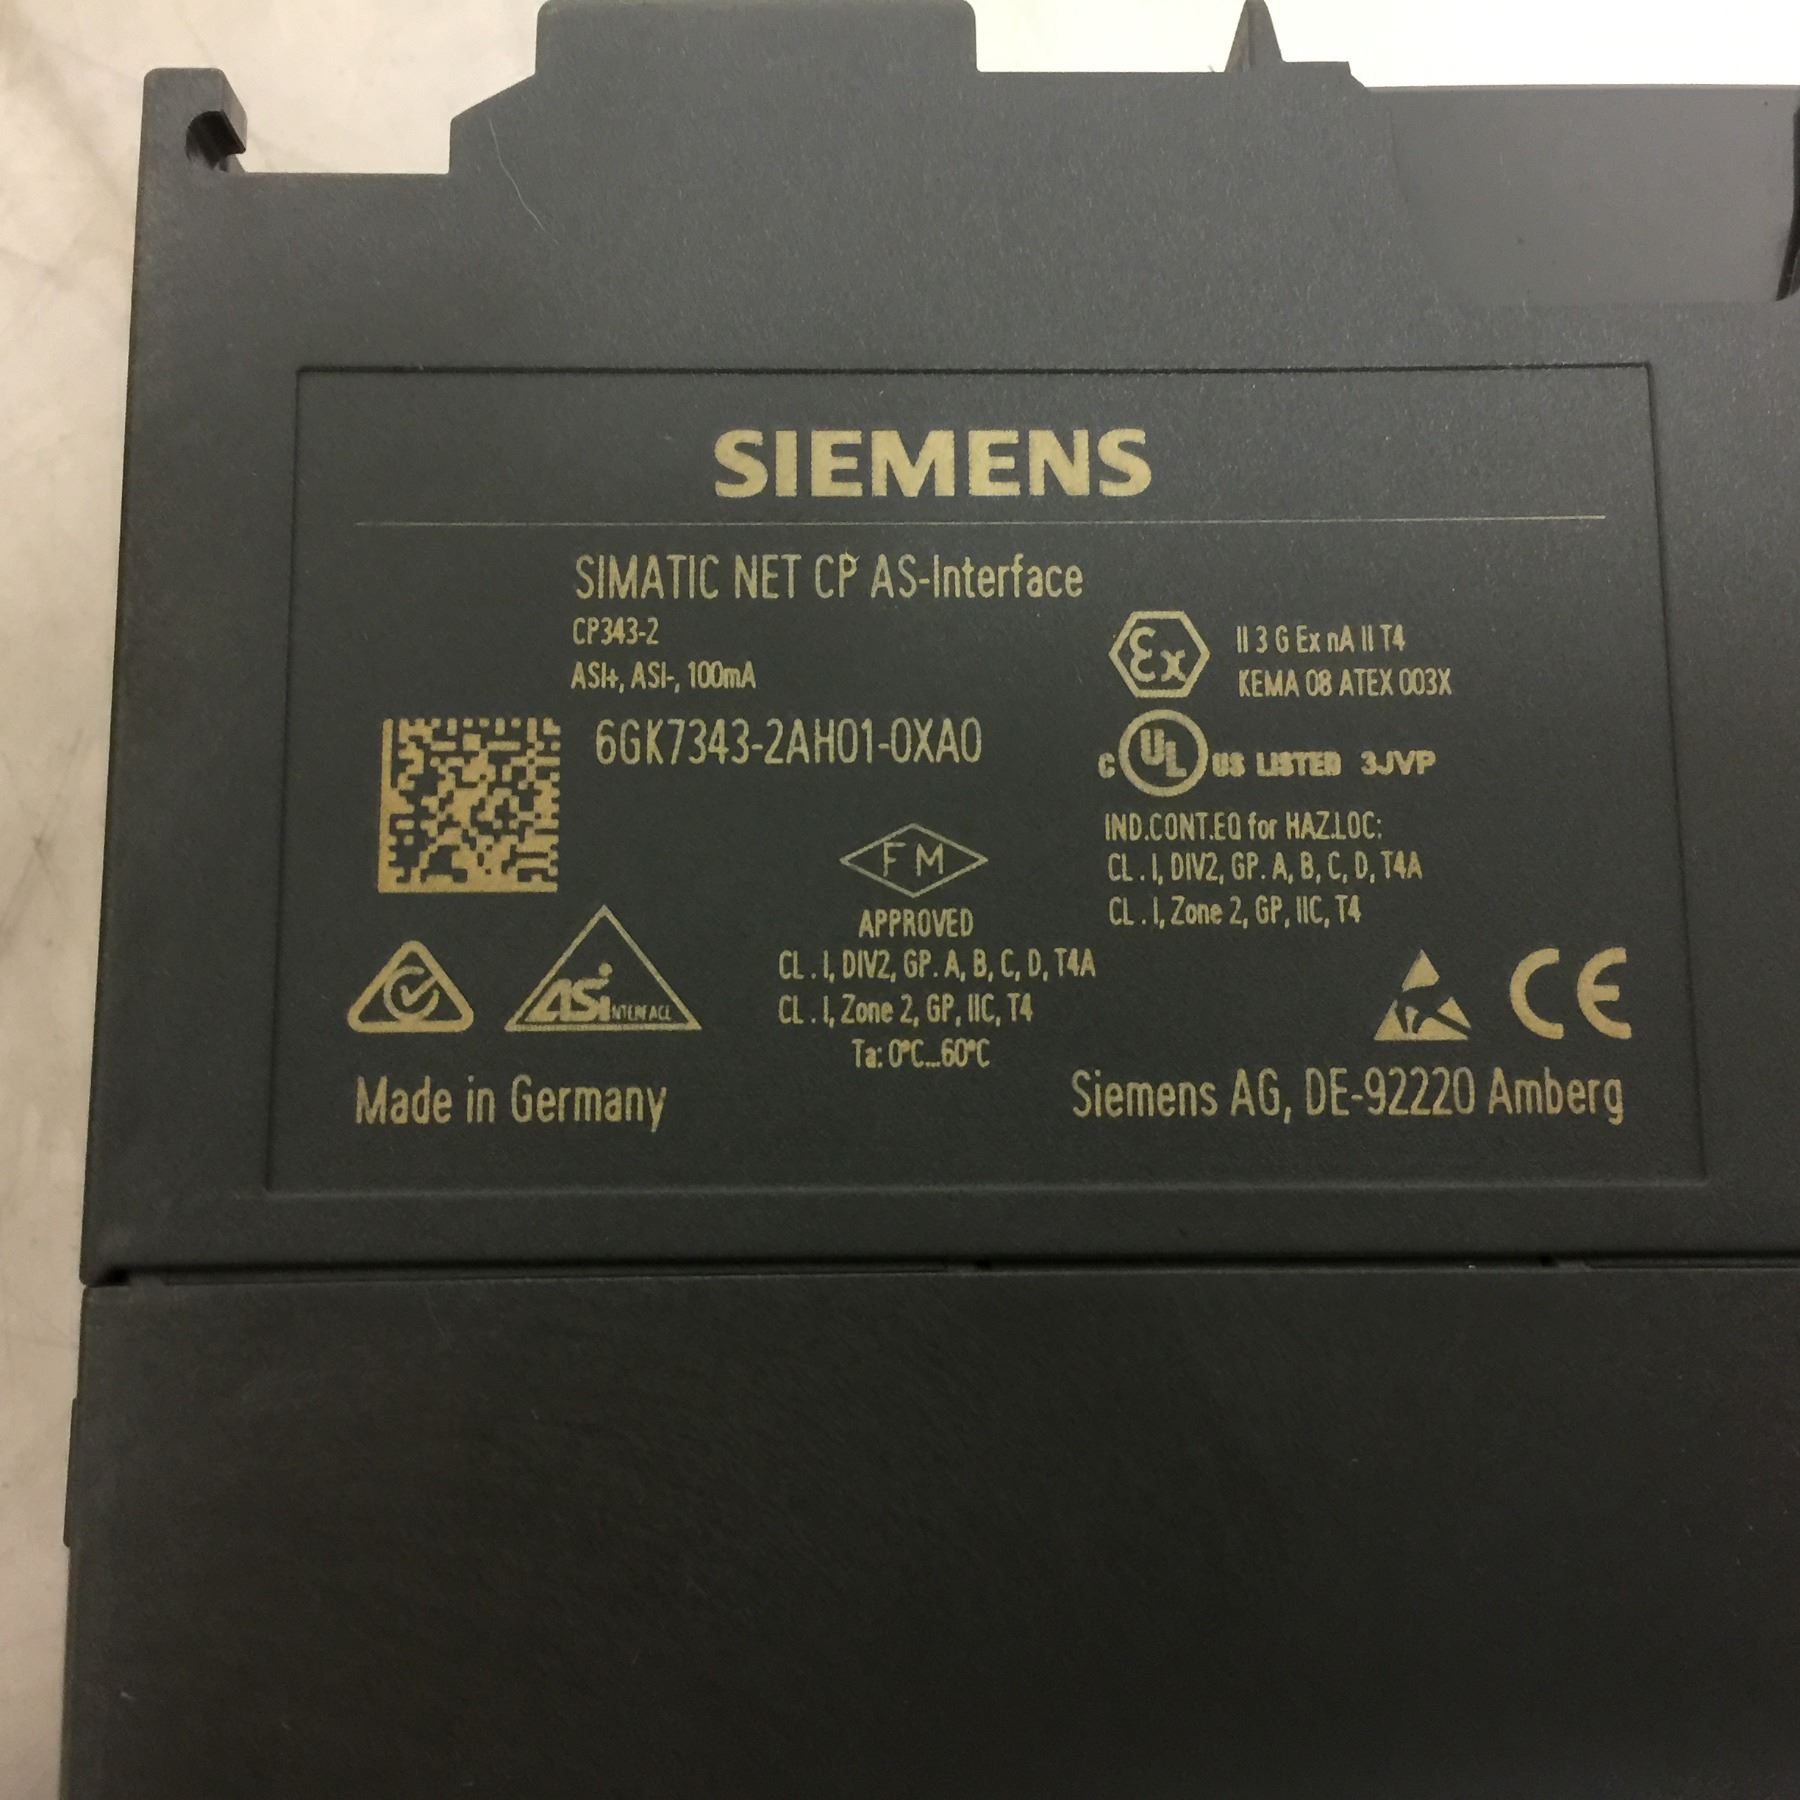 SIEMENS
SIMATIC NET CP AS-Interface
CP343-2
ASI+, ASI-, 100mA
6GK7343-2AH01-0XA0
Ex
II 3 G Ex nA II T4
KEMA 08 ATEX 003X
C UL US LISTED 3JVP
IND.CONT.EQ for HAZ.LOC:
CL . I, DIV2, GP. A, B, C, D, T4A
CL . I, Zone 2, GP, IIC, T4
FM
APPROVED
CL . I, DIV2, GP. A, B, C, D, T4A
CL . I, Zone 2, GP, IIC, T4
Ta: 0°C...60°C
ASi INTERFACE
CE
Made in Germany
Siemens AG, DE-92220 Amberg